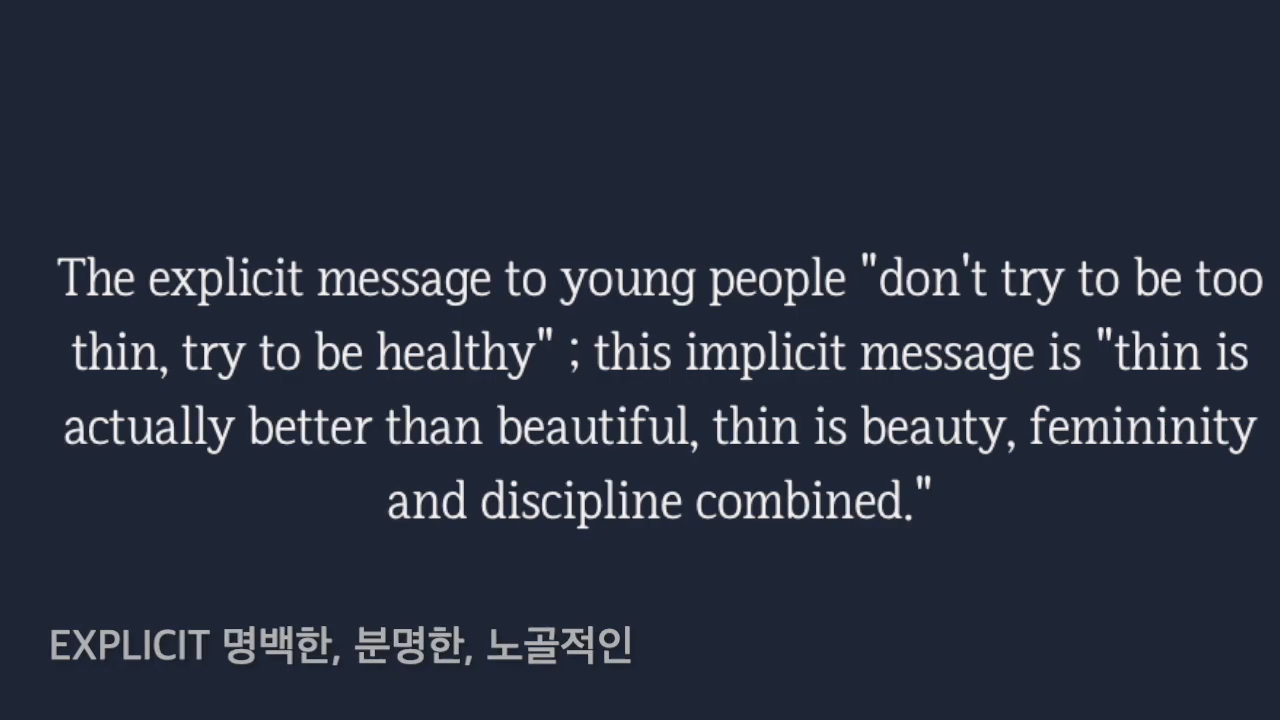 The explicit message to young people "don't try to be too
thin, try to be healthy" ; this implicit message is "thin is
actually better than beautiful, thin is beauty, femininity
and discipline combined."
EXPLICIT 명백한, 분명한, 노골적인